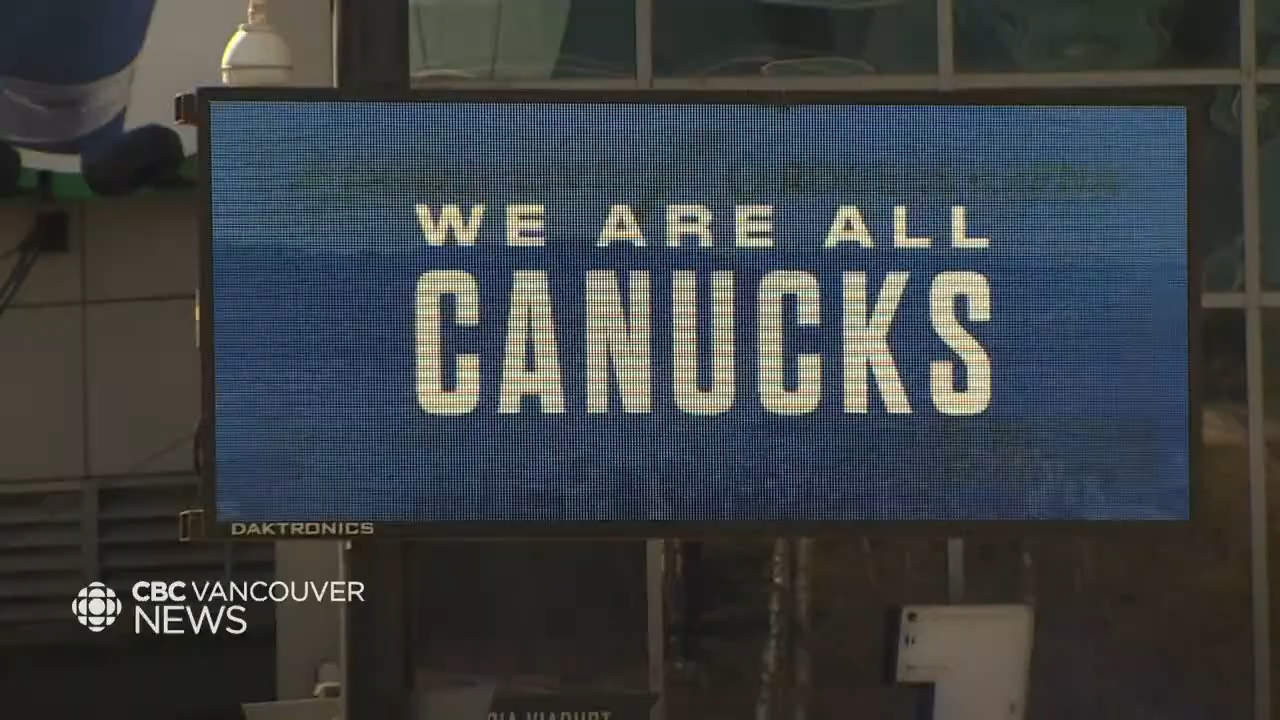 WE ARE ALL
CANUCKS
DAKTRONICS
CBC VANCOUVER
NEWS